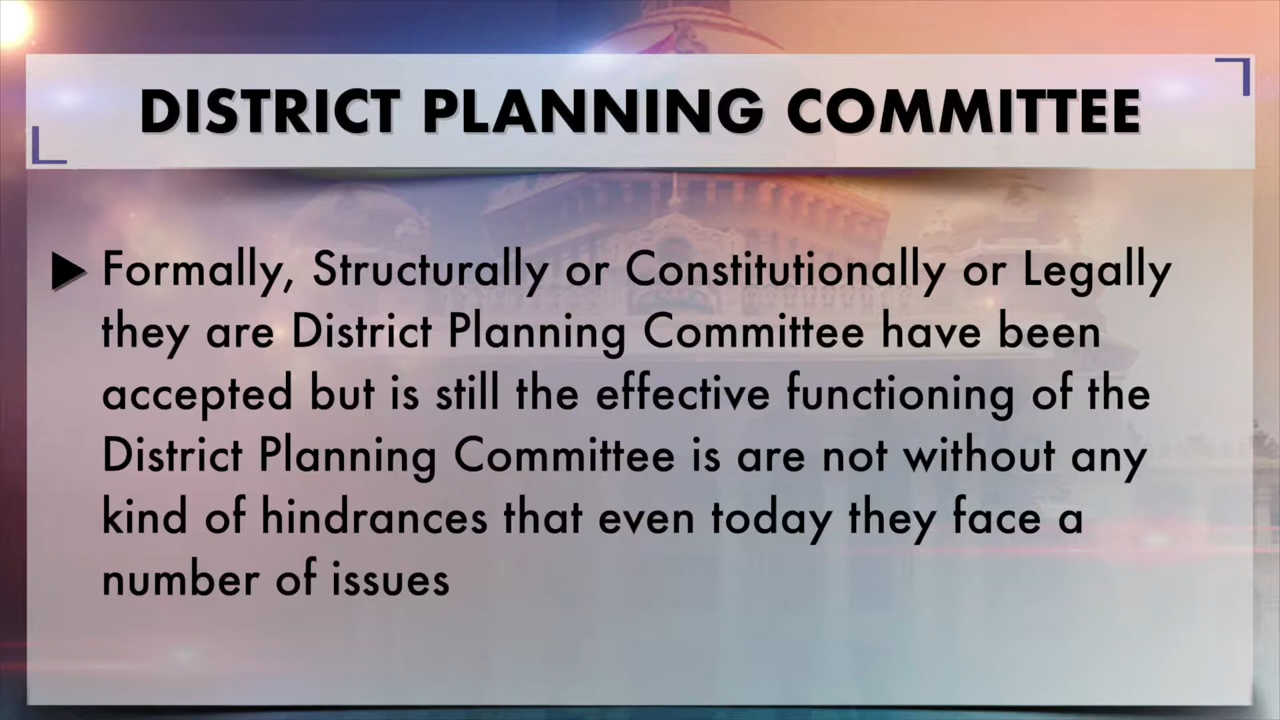 DISTRICT PLANNING COMMITTEE
Formally, Structurally or Constitutionally or Legally
they are District Planning Committee have been
accepted but is still the effective functioning of the
District Planning Committee is are not without any
kind of hindrances that even today they face a
number of issues